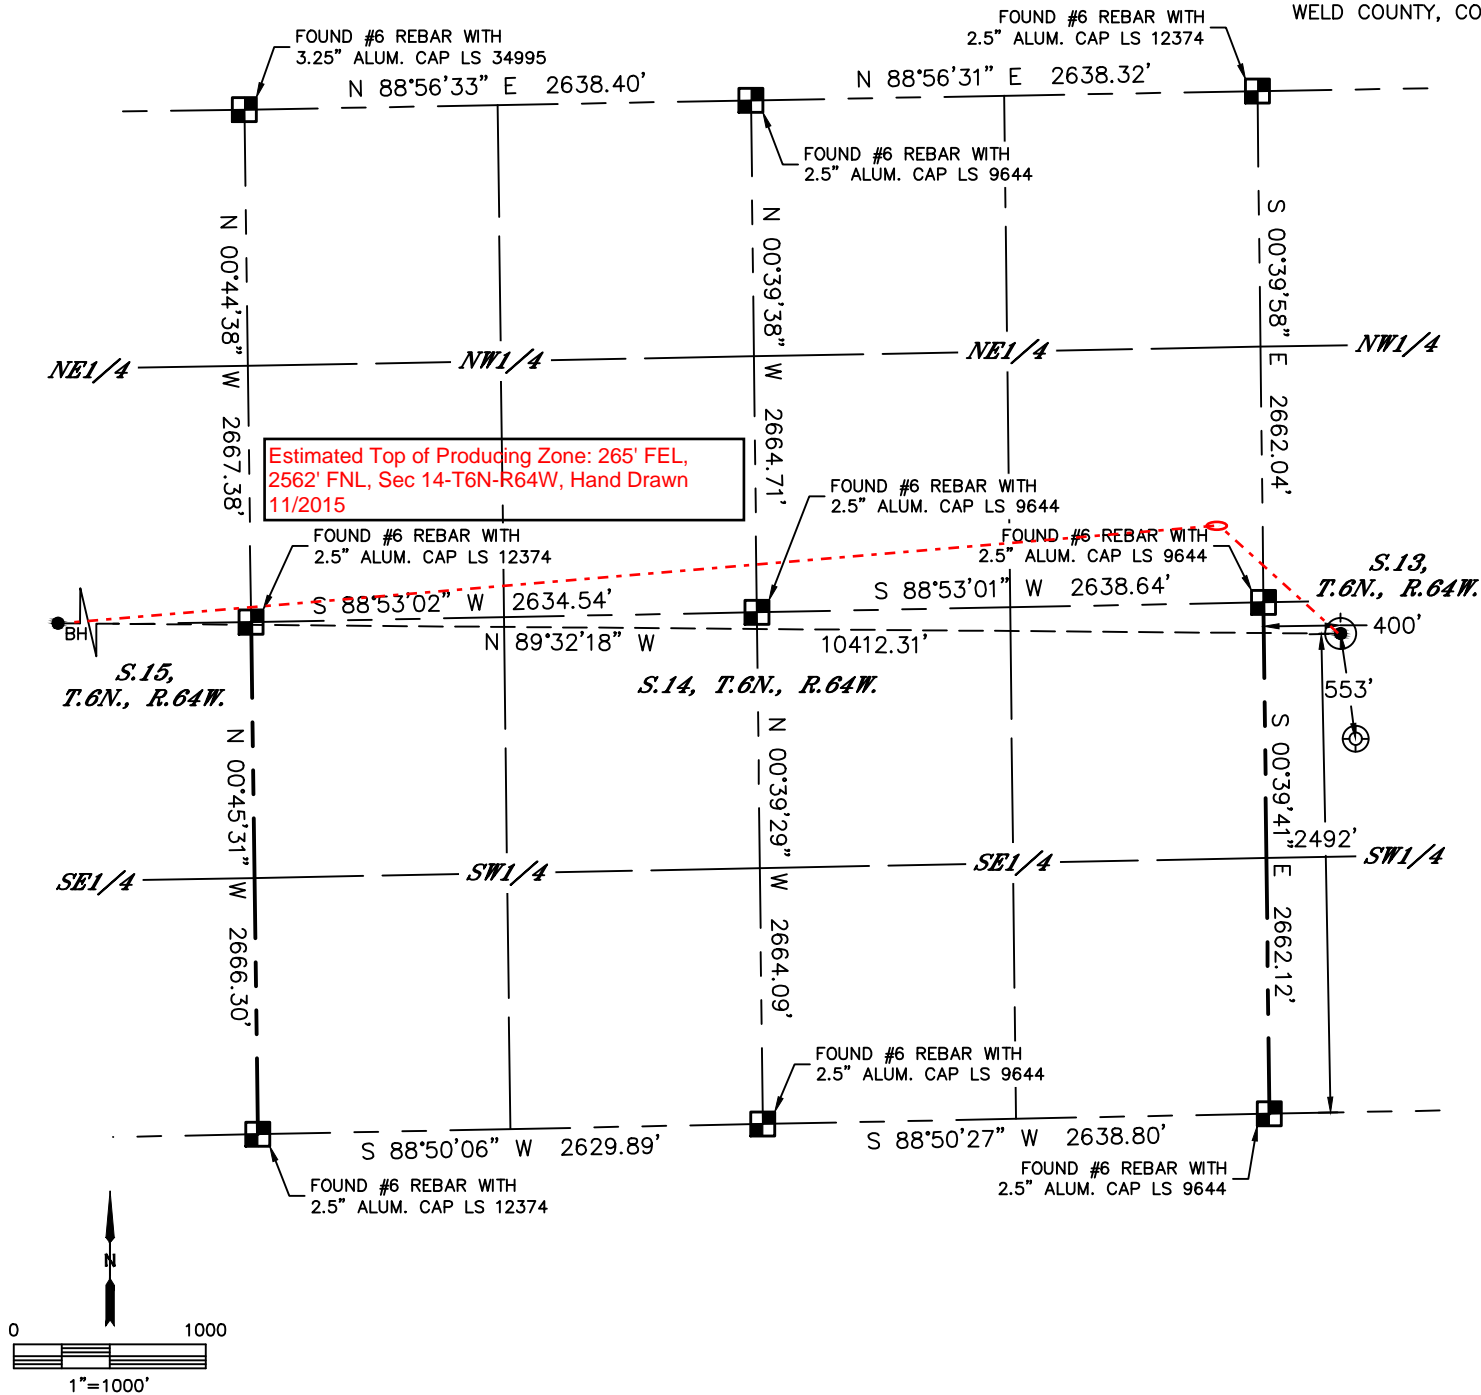 WELD COUNTY, CO
FOUND #6 REBAR WITH
2.5" ALUM. CAP LS 12374
FOUND #6 REBAR WITH
3.25" ALUM. CAP LS 34995
N 88°56'33" E 2638.40'
N 88°56'31" E 2638.32'
FOUND #6 REBAR WITH
2.5" ALUM. CAP LS 9644
N 00°44'38" W 2667.38'
N 00°39'38" W 2664.71'
S 00°39'58" E 2662.04'
NE1/4
NW1/4
NE1/4
NW1/4
Estimated Top of Producing Zone: 265' FEL,
2562' FNL, Sec 14-T6N-R64W, Hand Drawn
11/2015
FOUND #6 REBAR WITH
2.5" ALUM. CAP LS 9644
FOUND #6 REBAR WITH
2.5" ALUM. CAP LS 12374
FOUND #6 REBAR WITH
2.5" ALUM. CAP LS 9644
S.13,
T.6N., R.64W.
S 88°53'02" W 2634.54'
S 88°53'01" W 2638.64'
BH
N 89°32'18" W 10412.31'
400'
S.15,
T.6N., R.64W.
S.14, T.6N., R.64W.
553'
N 00°45'31" W 2666.30'
N 00°39'29" W 2664.09'
S 00°39'41" E 2662.12'
2492'
SE1/4
SW1/4
SE1/4
SW1/4
FOUND #6 REBAR WITH
2.5" ALUM. CAP LS 9644
S 88°50'06" W 2629.89'
S 88°50'27" W 2638.80'
FOUND #6 REBAR WITH
2.5" ALUM. CAP LS 9644
FOUND #6 REBAR WITH
2.5" ALUM. CAP LS 12374
N
0 1000
1"=1000'